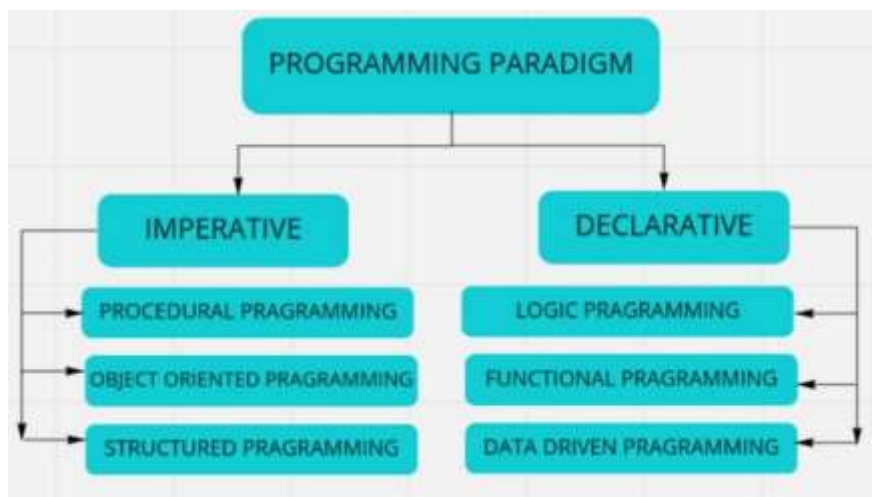 PROGRAMMING PARADIGM
IMPERATIVE
PROCEDURAL PRAGRAMMING
OBJECT ORIENTED PRAGRAMMING
STRUCTURED PRAGRAMMING
DECLARATIVE
LOGIC PRAGRAMMING
FUNCTIONAL PRAGRAMMING
DATA DRIVEN PRAGRAMMING